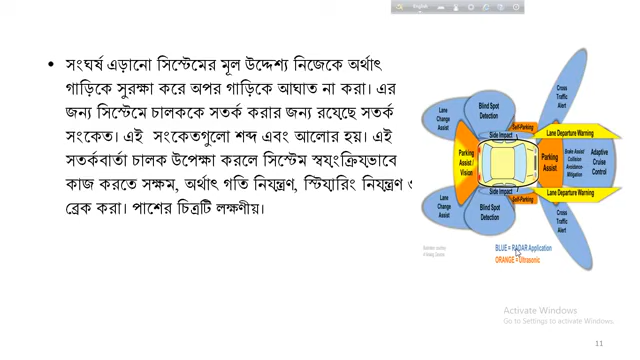 English
• সংঘর্ষ এড়ানো সিস্টেমের মূল উদ্দেশ্য নিজেকে অর্থাৎ
গাড়িকে সুরক্ষা করে অপর গাড়িকে আঘাত না করা। এর
জন্য সিস্টেমে চালককে সতর্ক করার জন্য রয়েছে সতর্ক
সংকেত। এই সংকেতগুলো শব্দ এবং আলোর হয়। এই
সতর্কবার্তা চালক উপেক্ষা করলে সিস্টেম স্বয়ংক্রিয়ভাবে
কাজ করতে সক্ষম, অর্থাৎ গতি নিয়ন্ত্রণ, স্টিয়ারিং নিয়ন্ত্রণ ও
ব্রেক করা। পাশের চিত্রটি লক্ষণীয়।
Cross
Traffic
Alert
Lane
Change
Assist
Blind Spot
Detection
Self-Parking
Side Impact
Lane Departure Warning
Parking
Assist /
Vision
Parking
Assist
Brake Assist
Collision
Avoidance-
Mitigation
Adaptive
Cruise
Control
Side Impact
Self-Parking
Lane Departure Warning
Lane
Change
Assist
Blind Spot
Detection
Cross
Traffic
Alert
BLUE = RADAR Application
ORANGE = Ultrasonic
Activate Windows
Go to Settings to activate Windows.
11